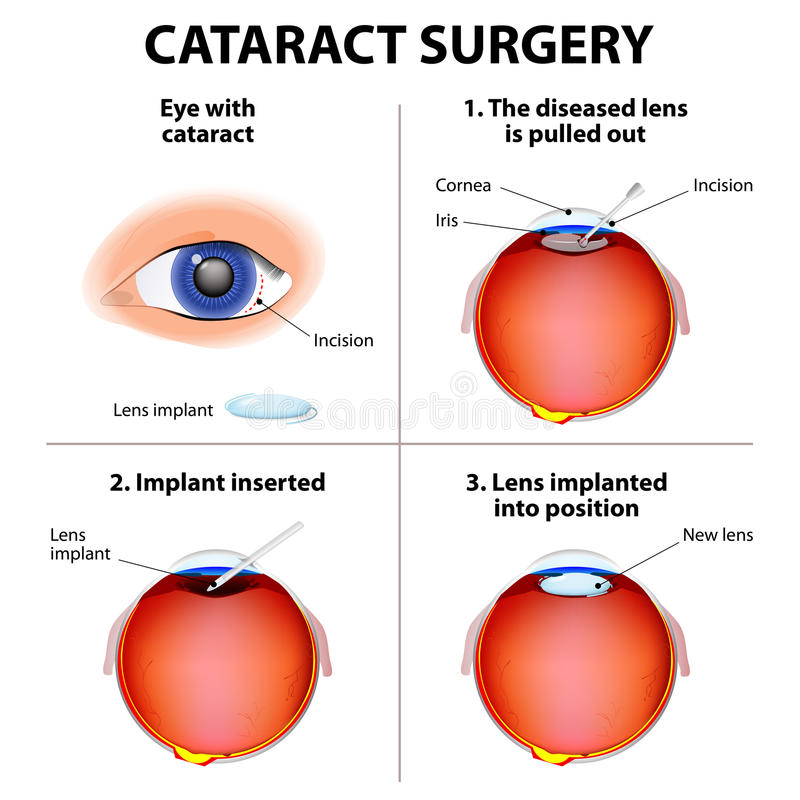 CATARACT SURGERY
Eye with
cataract
Incision
Lens implant
1. The diseased lens
is pulled out
Cornea
Incision
Iris
2. Implant inserted
Lens
implant
3. Lens implanted
into position
New lens
dreamstime